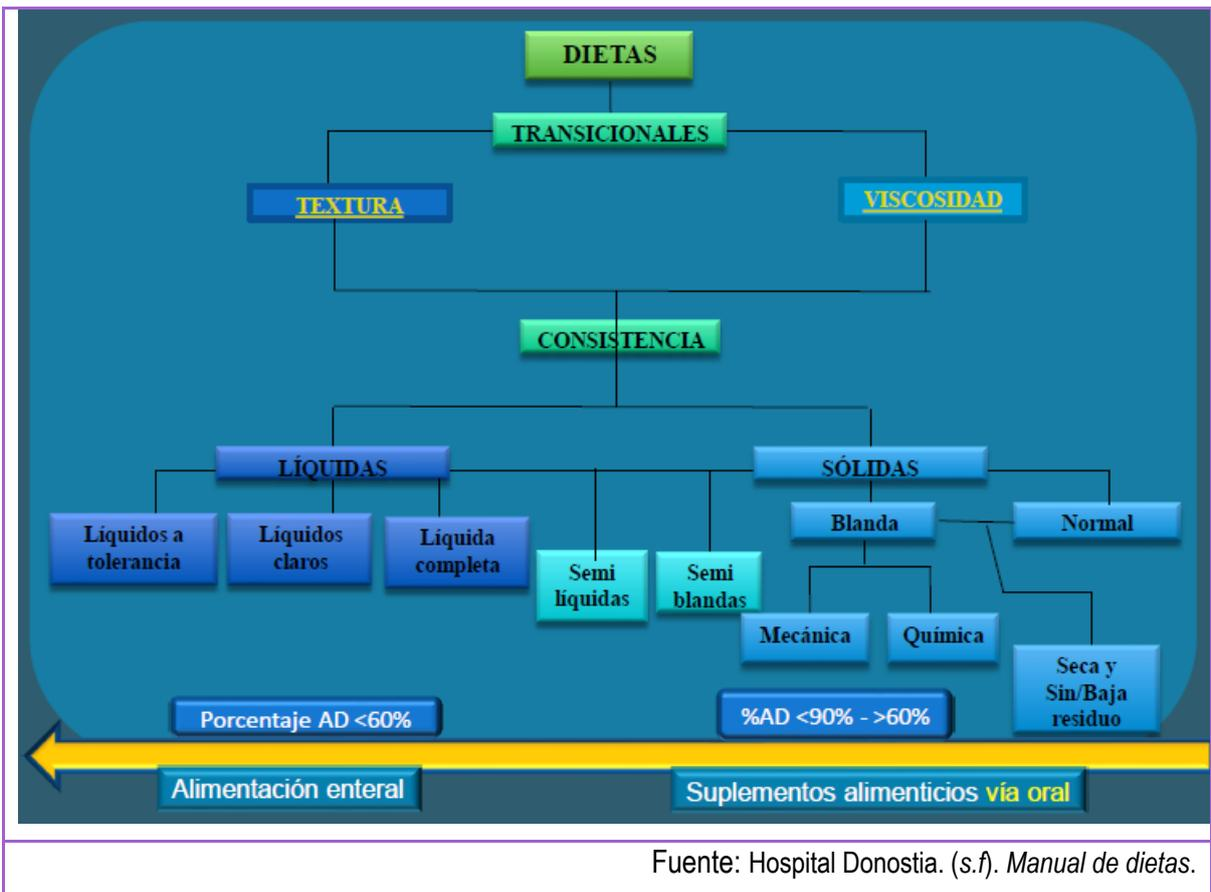 DIETAS
TRANSICIONALES
TEXTURA
VISCOSIDAD
CONSISTENCIA
LÍQUIDAS
SÓLIDAS
Líquidos a
tolerancia
Líquidos
claros
Líquida
completa
Semi
líquidas
Semi
blandas
Blanda
Normal
Mecánica
Química
Seca y
Sin/Baja
residuo
Porcentaje AD <60%
%AD <90% - >60%
Alimentación enteral
Suplementos alimenticios vía oral
Fuente: Hospital Donostia. (s.f). Manual de dietas.